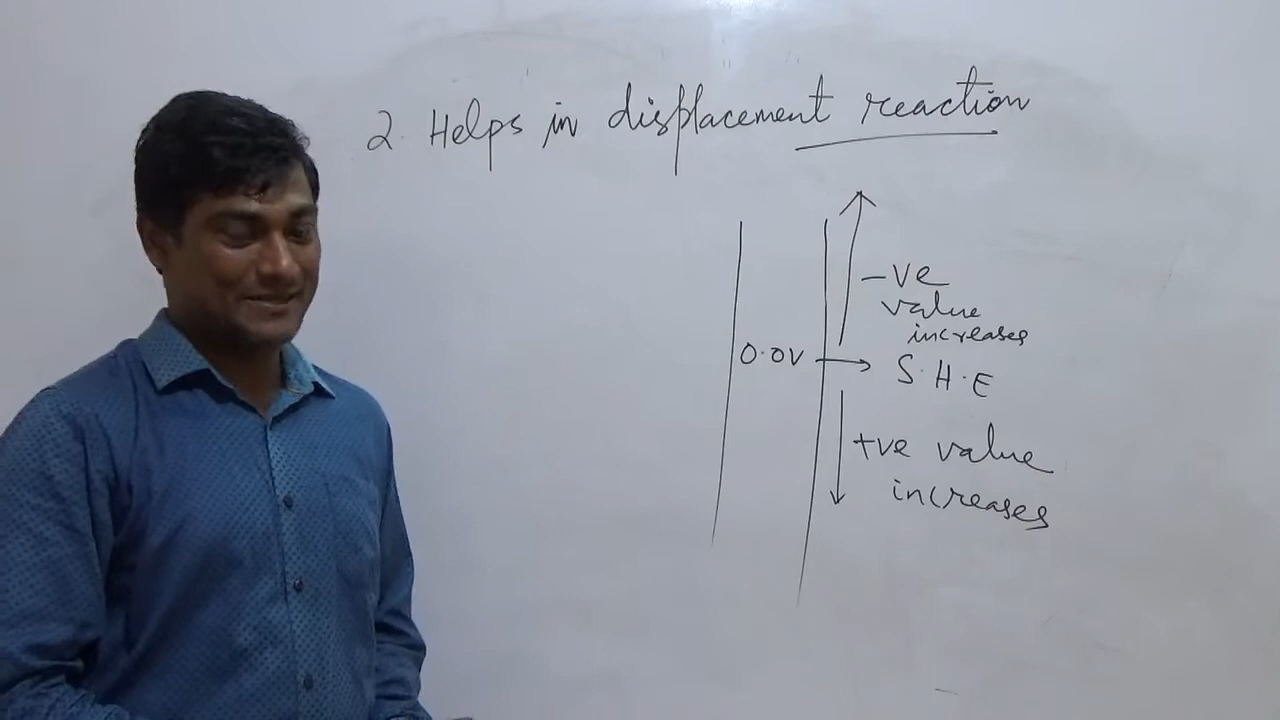 2. Helps in displacement reaction
-ve
value
increases
0.0V
S.H.E
+ve value
increases